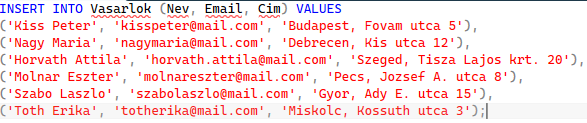 INSERT INTO Vasarlok (Nev, Email, Cim) VALUES
('Kiss Peter', 'kisspeter@mail.com', 'Budapest, Fovam utca 5'),
('Nagy Maria', 'nagymaria@mail.com', 'Debrecen, Kis utca 12'),
('Horvath Attila', 'horvath.attila@mail.com', 'Szeged, Tisza Lajos krt. 20'),
('Molnar Eszter', 'molnareszter@mail.com', 'Pecs, Jozsef A. utca 8'),
('Szabo Laszlo', 'szabolaszlo@mail.com', 'Gyor, Ady E. utca 15'),
('Toth Erika', 'totherika@mail.com', 'Miskolc, Kossuth utca 3');